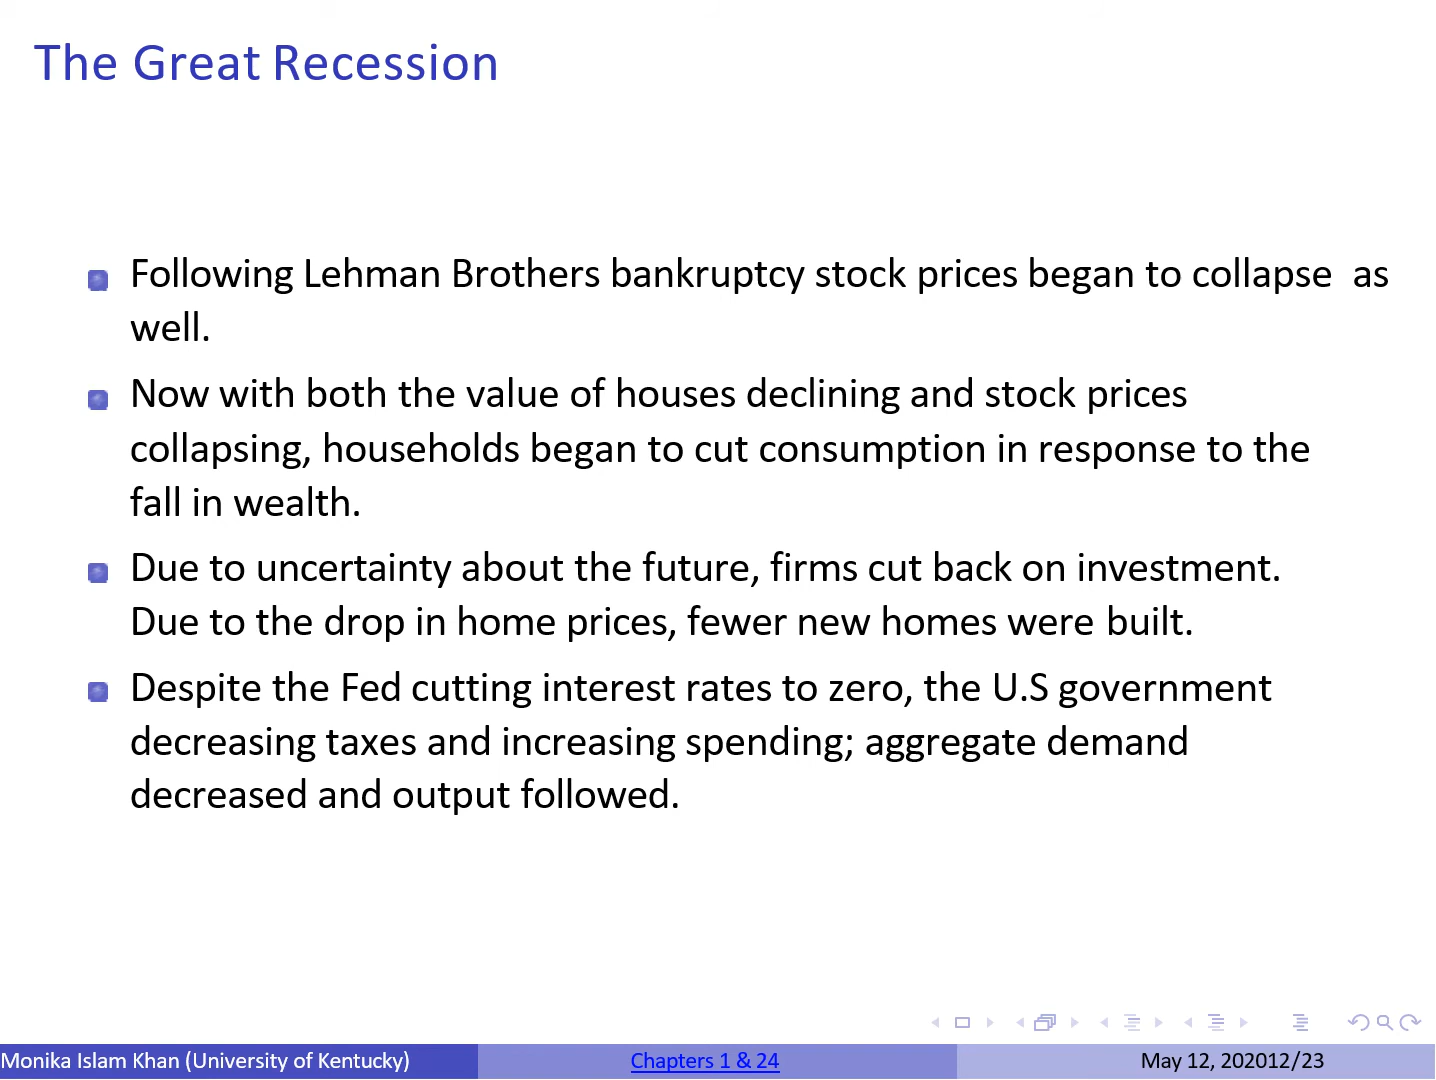 The Great Recession
Following Lehman Brothers bankruptcy stock prices began to collapse as
well.
Now with both the value of houses declining and stock prices
collapsing, households began to cut consumption in response to the
fall in wealth.
Due to uncertainty about the future, firms cut back on investment.
Due to the drop in home prices, fewer new homes were built.
Despite the Fed cutting interest rates to zero, the U.S government
decreasing taxes and increasing spending; aggregate demand
decreased and output followed.
Monika Islam Khan (University of Kentucky) Chapters 1 & 24 May 12, 202012/23